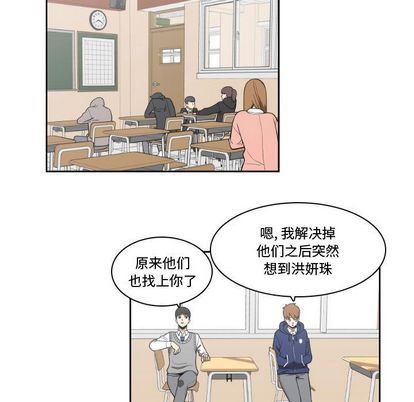 原来他们
也找上你了
嗯, 我解决掉
他们之后突然
想到洪妍珠